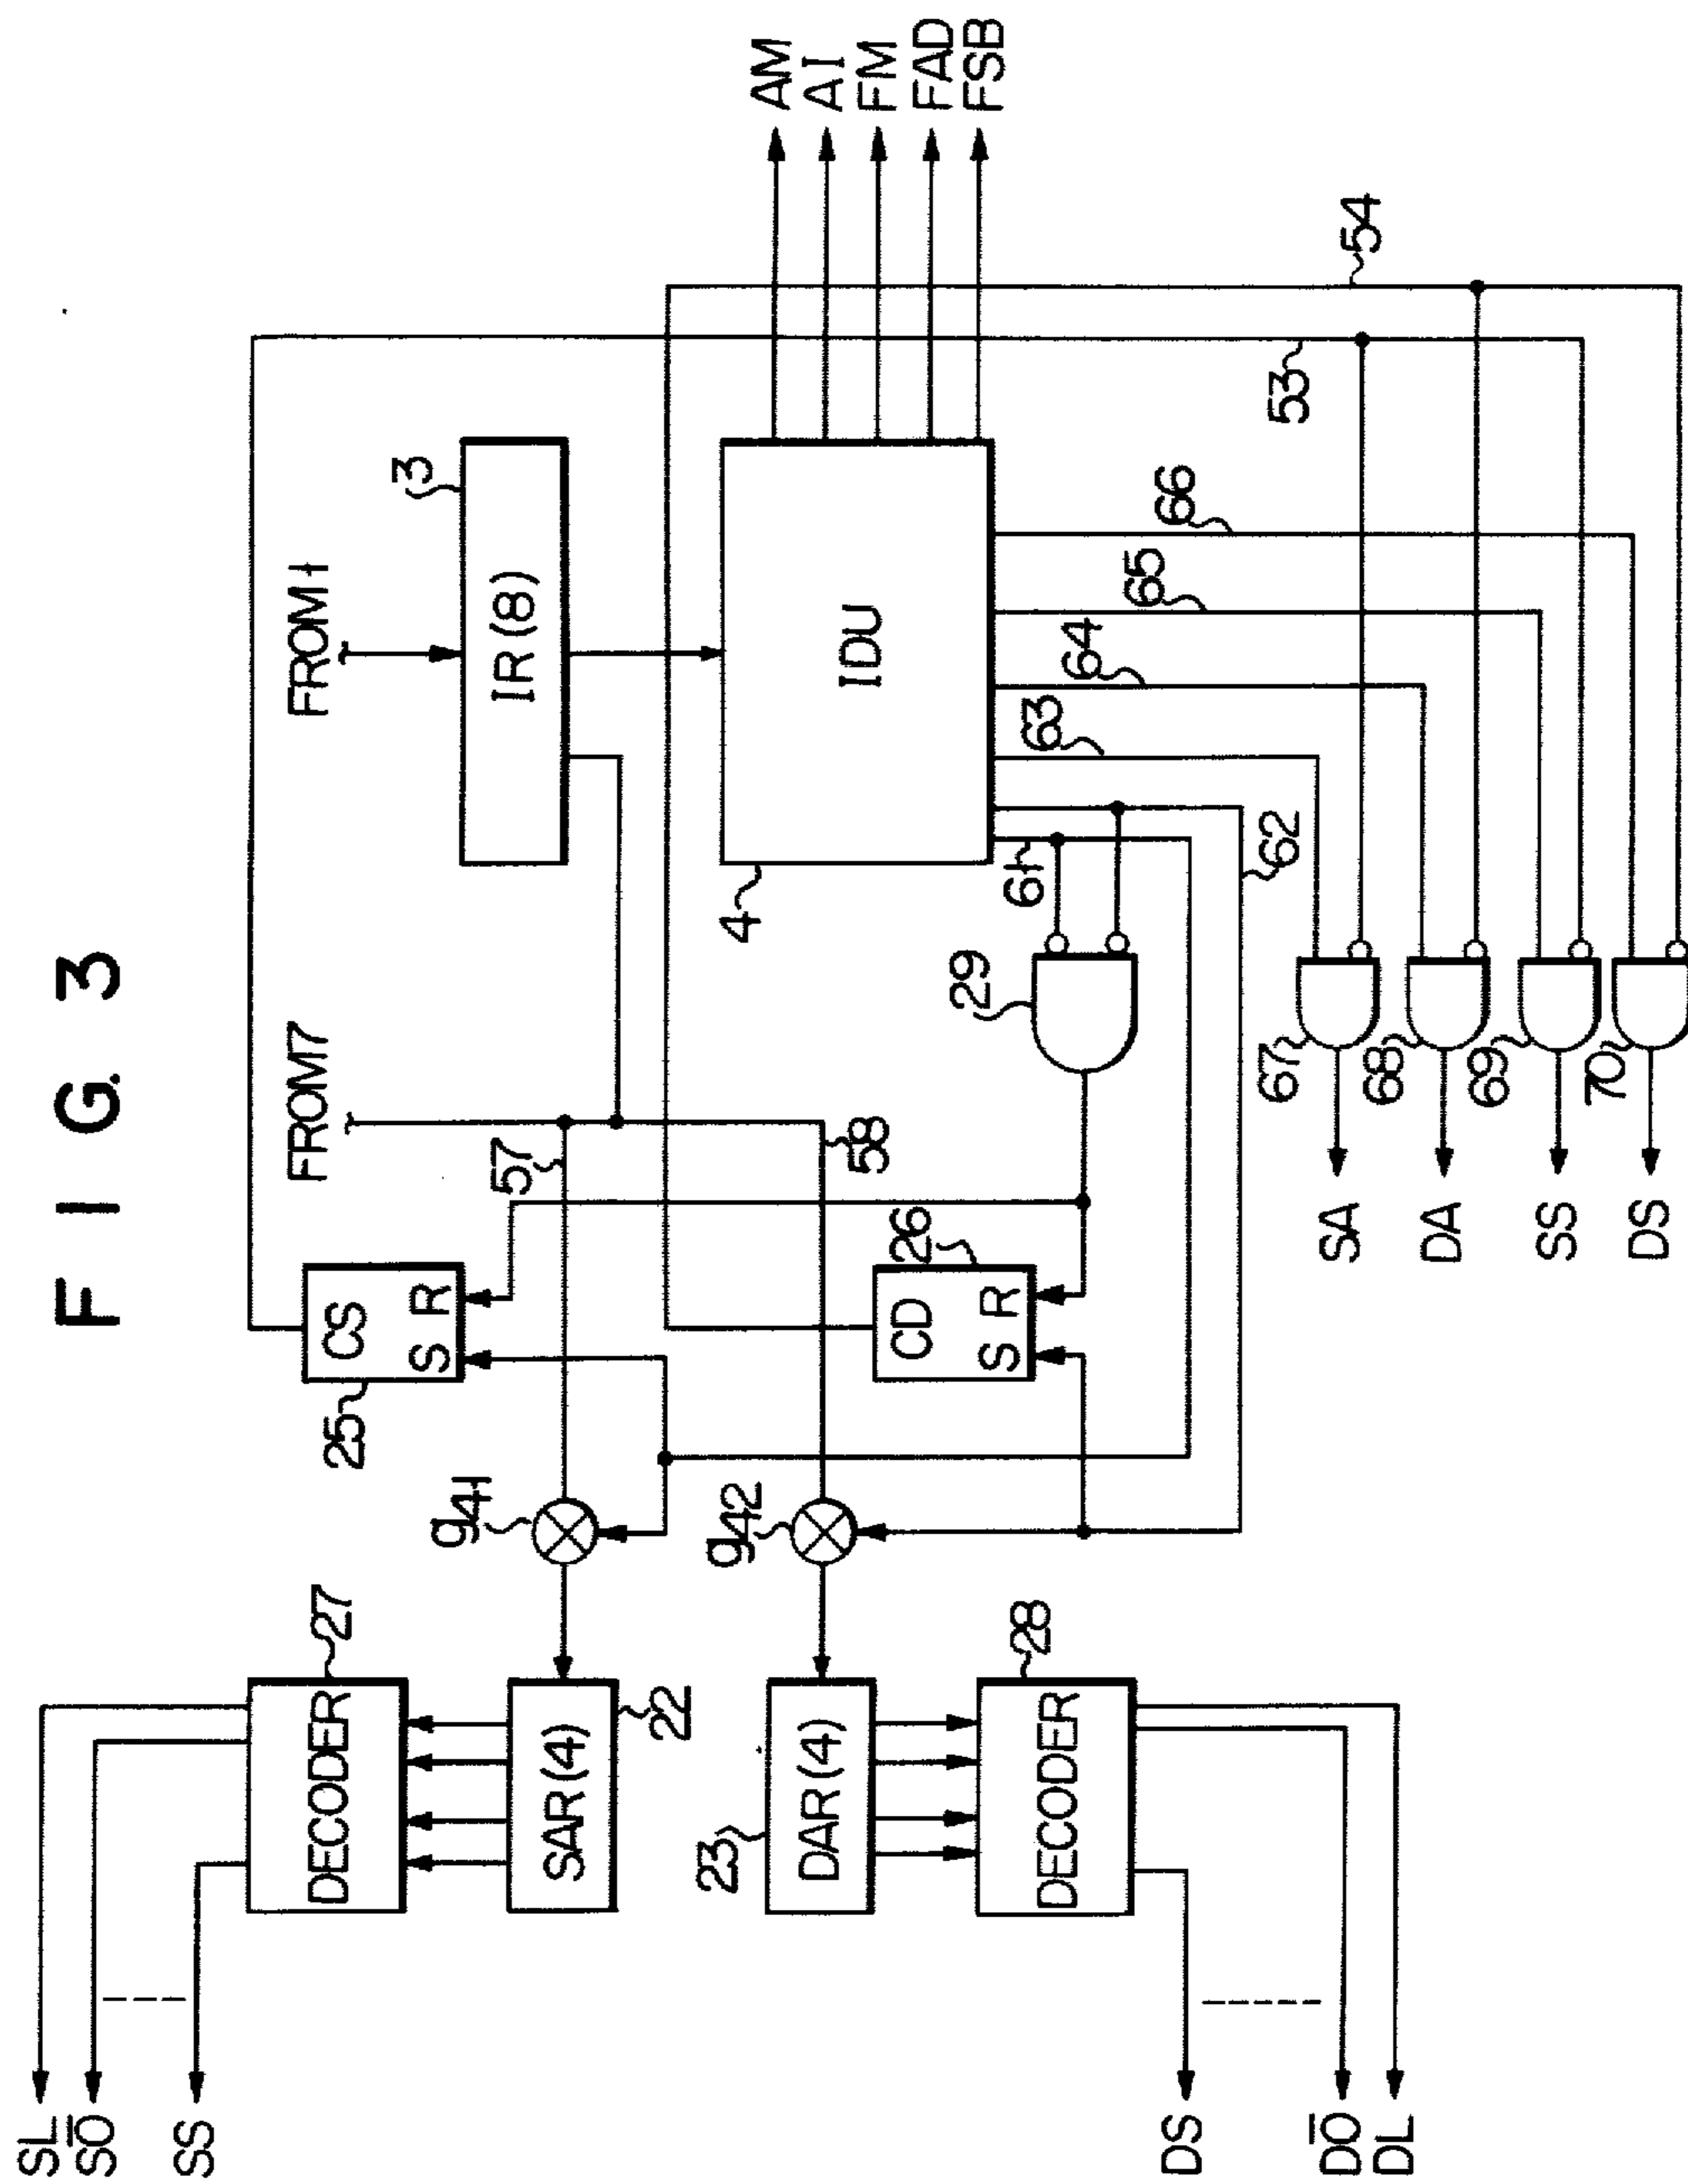 FIG. 3
FROM 7
FROM 1
3
IR(8)
4
IDU
AM
AI
FM
FAD
FSB
25
CS
S R
57
58
26
CD
S R
29
61
62
63
64
65
66
53
54
g41
g42
27
DECODER
SAR(4)
22
23
DAR(4)
28
DECODER
SL
S̅O̅
SS
DS
D̅O̅
DL
67
68
69
70
SA
DA
SS
DS